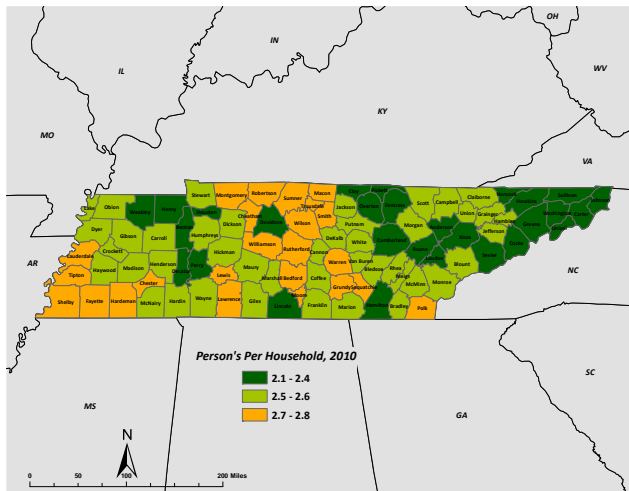 OH
IN
IL
WV
KY
MO
VA
Stewart
Montgomery
Robertson
Sumner
Macon
Clay
Pickett
Scott
Campbell
Claiborne
Hancock
Hawkins
Sullivan
Johnson
Lake
Obion
Weakley
Henry
Houston
Cheatham
Davidson
Wilson
Trousdale
Smith
Jackson
Overton
Fentress
Morgan
Anderson
Union
Grainger
Hamblen
Greene
Washington
Carter
Unicoi
Dyer
Gibson
Carroll
Benton
Humphreys
Dickson
Williamson
Rutherford
Cannon
DeKalb
Putnam
White
Cumberland
Roane
Loudon
Knox
Jefferson
Sevier
Cocke
AR
Lauderdale
Crockett
Haywood
Madison
Henderson
Decatur
Perry
Hickman
Lewis
Maury
Marshall
Bedford
Coffee
Warren
Van Buren
Bledsoe
Rhea
Meigs
McMinn
Monroe
Blount
NC
Tipton
Chester
Shelby
Fayette
Hardeman
McNairy
Hardin
Wayne
Lawrence
Giles
Lincoln
Moore
Franklin
Grundy
Sequatchie
Marion
Hamilton
Bradley
Polk
Person's Per Household, 2010
2.1 - 2.4
2.5 - 2.6
2.7 - 2.8
MS
GA
SC
N
0 50 100 200 Miles